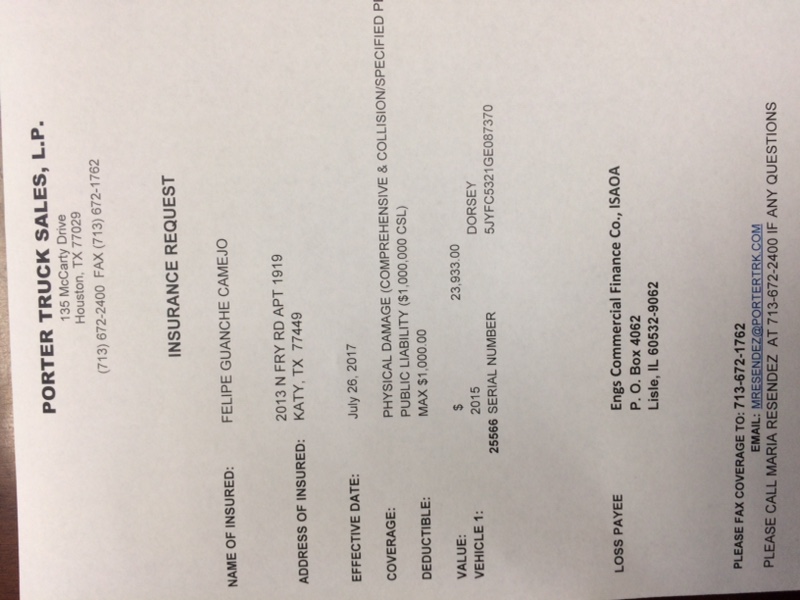 PORTER TRUCK SALES, L.P.
135 McCarty Drive
Houston, TX 77029
(713) 672-2400 FAX (713) 672-1762
INSURANCE REQUEST
NAME OF INSURED: FELIPE GUANCHE CAMEJO
2013 N FRY RD APT 1919
ADDRESS OF INSURED: KATY, TX 77449
EFFECTIVE DATE: July 26, 2017
COVERAGE: PHYSICAL DAMAGE (COMPREHENSIVE & COLLISION/SPECIFIED
PUBLIC LIABILITY ($1,000,000 CSL)
DEDUCTIBLE: MAX $1,000.00
VALUE: $ 23,933.00
VEHICLE 1: 2015 DORSEY
25566 SERIAL NUMBER 5JYFC5321GE087370
LOSS PAYEE Engs Commercial Finance Co., ISAOA
P. O. Box 4062
Lisle, IL 60532-9062
PLEASE FAX COVERAGE TO: 713-672-1762
EMAIL: MRESENDEZ@PORTERTRK.COM
PLEASE CALL MARIA RESENDEZ AT 713-672-2400 IF ANY QUESTIONS